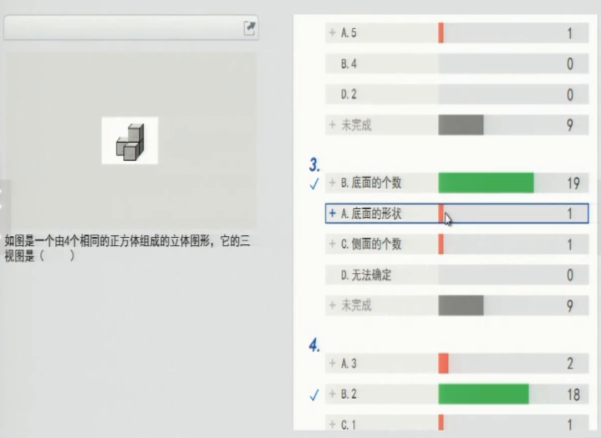 如图是一个由4个相同的正方体组成的立体图形，它的三
视图是（ ）
+ A.5 1
B.4 0
D.2 0
+ 未完成 9
3.
✓ + B.底面的个数 19
+ A.底面的形状 1
+ C.侧面的个数 1
D.无法确定 0
+ 未完成 9
4.
+ A.3 2
✓ + B.2 18
+ C.1 1